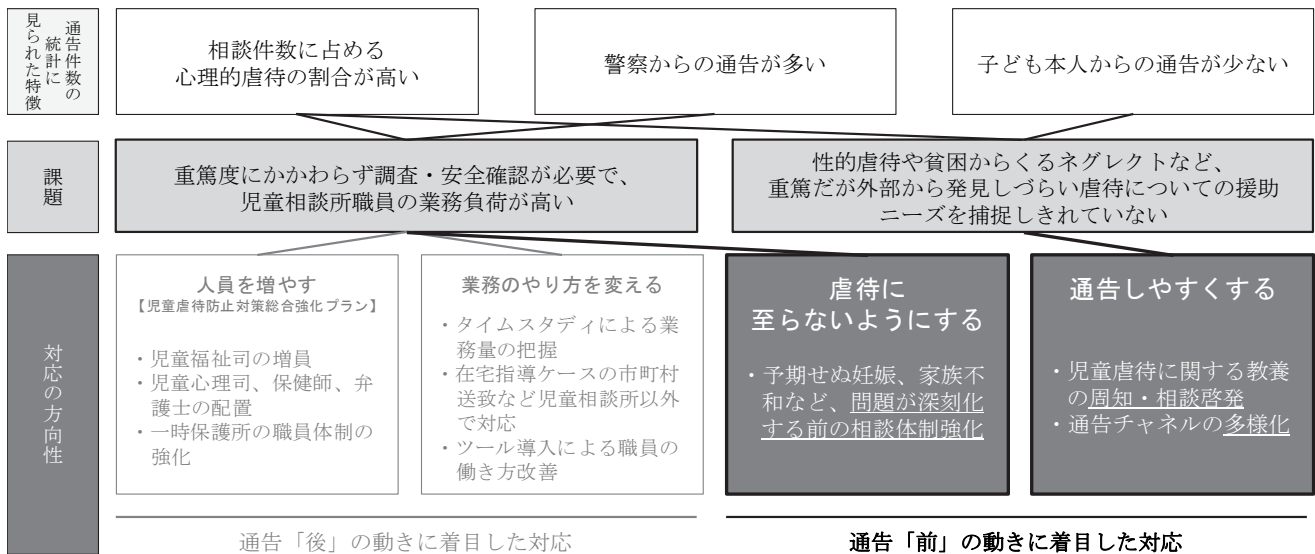 通告件数の
統計に
見られた特徴
相談件数に占める
心理的虐待の割合が高い
警察からの通告が多い
子ども本人からの通告が少ない
課題
重篤度にかかわらず調査・安全確認が必要で、
児童相談所職員の業務負荷が高い
性的虐待や貧困からくるネグレクトなど、
重篤だが外部から発見しづらい虐待についての援助
ニーズを捕捉しきれていない
対応の方向性
人員を増やす
【児童虐待防止対策総合強化プラン】
・児童福祉司の増員
・児童心理司、保健師、弁
護士の配置
・一時保護所の職員体制の
強化
業務のやり方を変える
・タイムスタディによる業
務量の把握
・在宅指導ケースの市町村
送致など児童相談所以外
で対応
・ツール導入による職員の
働き方改善
虐待に
至らないようにする
・予期せぬ妊娠、家族不
和など、問題が深刻化
する前の相談体制強化
通告しやすくする
・児童虐待に関する教養
の周知・相談啓発
・通告チャネルの多様化
通告「後」の動きに着目した対応
通告「前」の動きに着目した対応